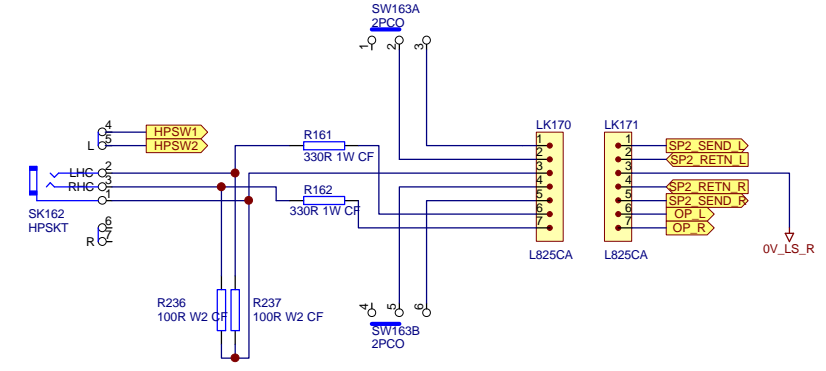 SW163A
2PCO
1
2
3
4
5
L
HPSW1
HPSW2
R161
330R 1W CF
LK170
1
2
3
4
5
6
7
L825CA
LK171
1
2
3
4
5
6
7
L825CA
SP2_SEND_L
SP2_RETN_L
SP2_RETN_R
SP2_SEND_R
OP_L
OP_R
0V_LS_R
LHC
2
RHC
3
1
SK162
HPSKT
R162
330R 1W CF
6
R
7
R236
100R W2 CF
R237
100R W2 CF
4
5
6
SW163B
2PCO